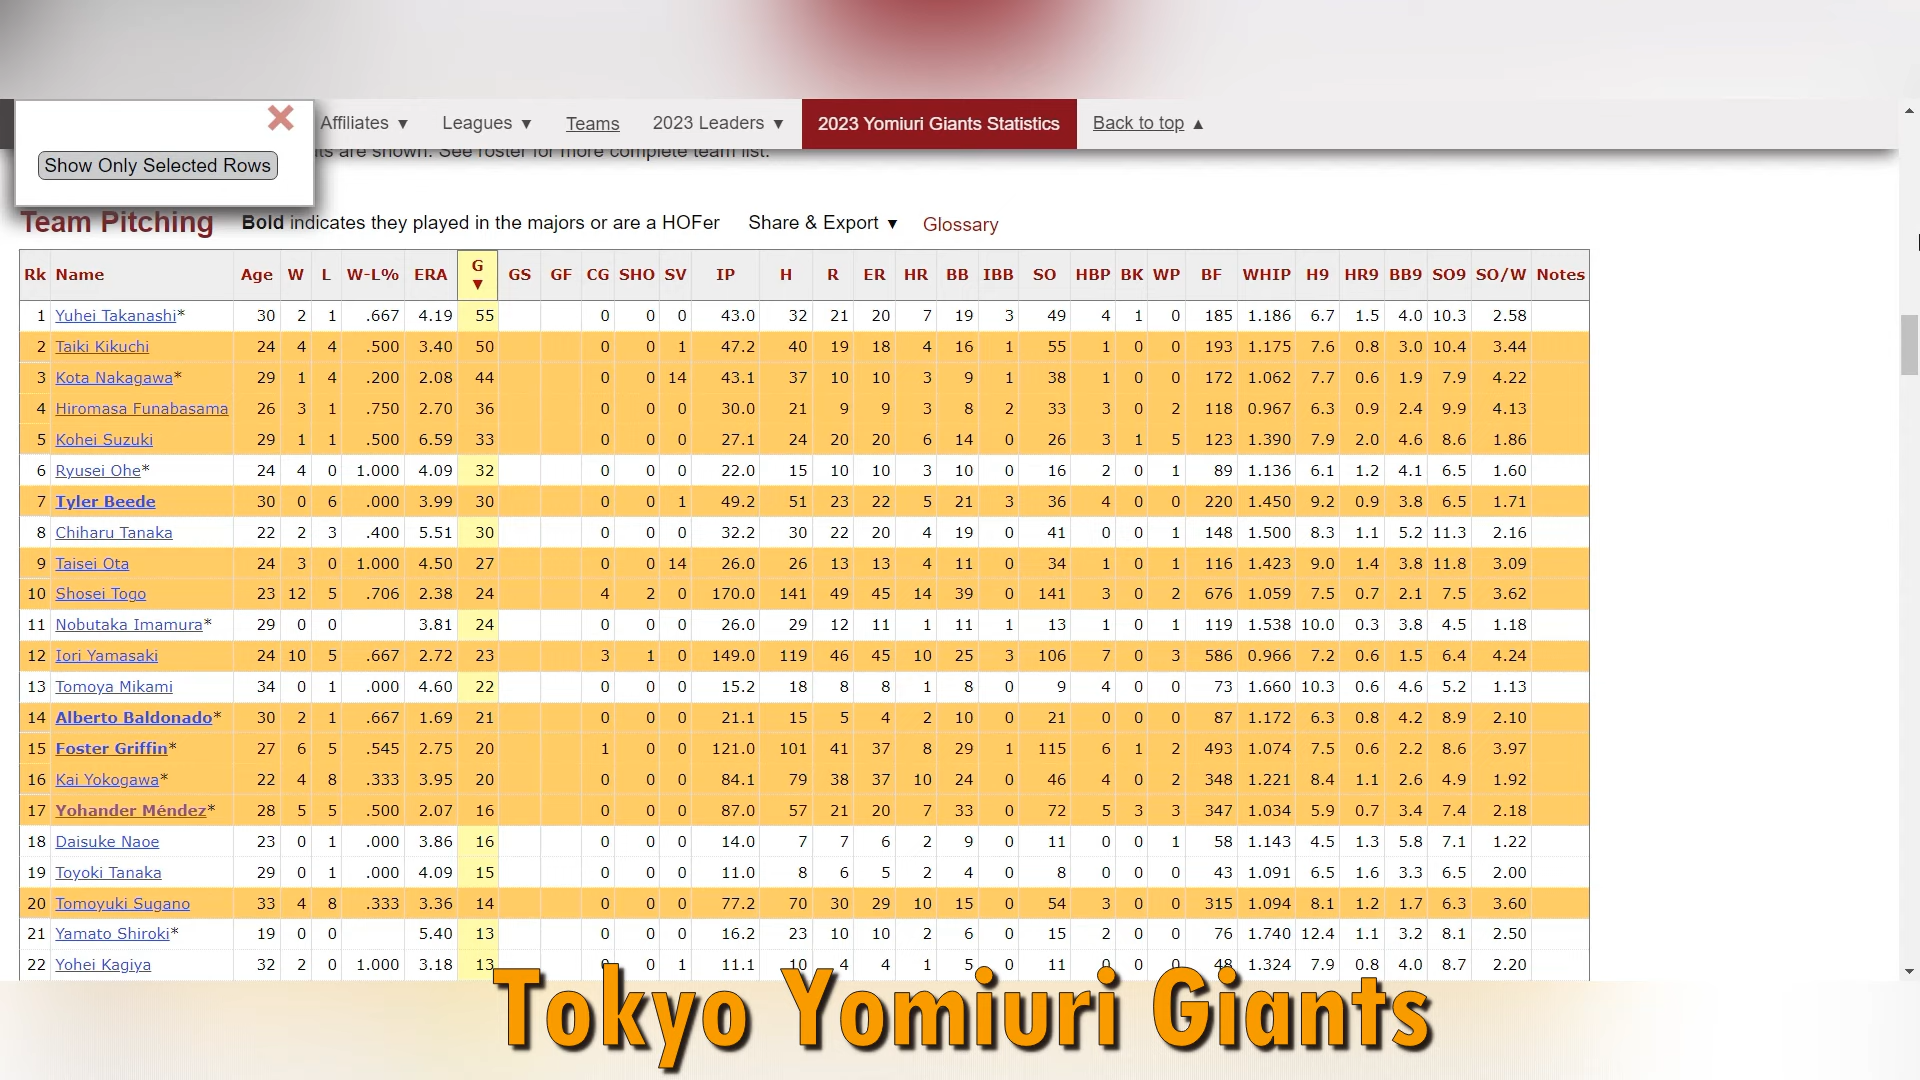 Affiliates ▼ Leagues ▼ Teams 2023 Leaders ▼ 2023 Yomiuri Giants Statistics Back to top ▲
are shown. See roster for more complete team list.
Show Only Selected Rows
Team Pitching Bold indicates they played in the majors or are a HOFer Share & Export ▼ Glossary
Rk Name Age W L W-L% ERA G ▼ GS GF CG SHO SV IP H R ER HR BB IBB SO HBP BK WP BF WHIP H9 HR9 BB9 SO9 SO/W Notes
1 Yuhei Takanashi* 30 2 1 .667 4.19 55 0 0 0 43.0 32 21 20 7 19 3 49 4 1 0 185 1.186 6.7 1.5 4.0 10.3 2.58
2 Taiki Kikuchi 24 4 4 .500 3.40 50 0 0 1 47.2 40 19 18 4 16 1 55 1 0 0 193 1.175 7.6 0.8 3.0 10.4 3.44
3 Kota Nakagawa* 29 1 4 .200 2.08 44 0 0 14 43.1 37 10 10 3 9 1 38 1 0 0 172 1.062 7.7 0.6 1.9 7.9 4.22
4 Hiromasa Funabasama 26 3 1 .750 2.70 36 0 0 0 30.0 21 9 9 3 8 2 33 3 0 2 118 0.967 6.3 0.9 2.4 9.9 4.13
5 Kohei Suzuki 29 1 1 .500 6.59 33 0 0 0 27.1 24 20 20 6 14 0 26 3 1 5 123 1.390 7.9 2.0 4.6 8.6 1.86
6 Ryusei Ohe* 24 4 0 1.000 4.09 32 0 0 0 22.0 15 10 10 3 10 0 16 2 0 1 89 1.136 6.1 1.2 4.1 6.5 1.60
7 Tyler Beede 30 0 6 .000 3.99 30 0 0 1 49.2 51 23 22 5 21 3 36 4 0 0 220 1.450 9.2 0.9 3.8 6.5 1.71
8 Chiharu Tanaka 22 2 3 .400 5.51 30 0 0 0 32.2 30 22 20 4 19 0 41 0 0 1 148 1.500 8.3 1.1 5.2 11.3 2.16
9 Taisei Ota 24 3 0 1.000 4.50 27 0 0 14 26.0 26 13 13 4 11 0 34 1 0 1 116 1.423 9.0 1.4 3.8 11.8 3.09
10 Shosei Togo 23 12 5 .706 2.38 24 4 2 0 170.0 141 49 45 14 39 0 141 3 0 2 676 1.059 7.5 0.7 2.1 7.5 3.62
11 Nobutaka Imamura* 29 0 0 3.81 24 0 0 0 26.0 29 12 11 1 11 1 13 1 0 1 119 1.538 10.0 0.3 3.8 4.5 1.18
12 Iori Yamasaki 24 10 5 .667 2.72 23 3 1 0 149.0 119 46 45 10 25 3 106 7 0 3 586 0.966 7.2 0.6 1.5 6.4 4.24
13 Tomoya Mikami 34 0 1 .000 4.60 22 0 0 0 15.2 18 8 8 1 8 0 9 4 0 0 73 1.660 10.3 0.6 4.6 5.2 1.13
14 Alberto Baldonado* 30 2 1 .667 1.69 21 0 0 0 21.1 15 5 4 2 10 0 21 0 0 0 87 1.172 6.3 0.8 4.2 8.9 2.10
15 Foster Griffin* 27 6 5 .545 2.75 20 1 0 0 121.0 101 41 37 8 29 1 115 6 1 2 493 1.074 7.5 0.6 2.2 8.6 3.97
16 Kai Yokogawa* 22 4 8 .333 3.95 20 0 0 0 84.1 79 38 37 10 24 0 46 4 0 2 348 1.221 8.4 1.1 2.6 4.9 1.92
17 Yohander Méndez* 28 5 5 .500 2.07 16 0 0 0 87.0 57 21 20 7 33 0 72 5 3 3 347 1.034 5.9 0.7 3.4 7.4 2.18
18 Daisuke Naoe 23 0 1 .000 3.86 16 0 0 0 14.0 7 7 6 2 9 0 11 0 0 1 58 1.143 4.5 1.3 5.8 7.1 1.22
19 Toyoki Tanaka 29 0 1 .000 4.09 15 0 0 0 11.0 8 6 5 2 4 0 8 0 0 0 43 1.091 6.5 1.6 3.3 6.5 2.00
20 Tomoyuki Sugano 33 4 8 .333 3.36 14 0 0 0 77.2 70 30 29 10 15 0 54 3 0 0 315 1.094 8.1 1.2 1.7 6.3 3.60
21 Yamato Shiroki* 19 0 0 5.40 13 0 0 0 16.2 23 10 10 2 6 0 15 2 0 0 76 1.740 12.4 1.1 3.2 8.1 2.50
22 Yohei Kagiya 32 2 0 1.000 3.18 13 0 0 1 11.1 10 4 4 1 5 0 11 0 0 0 48 1.324 7.9 0.8 4.0 8.7 2.20
Tokyo Yomiuri Giants